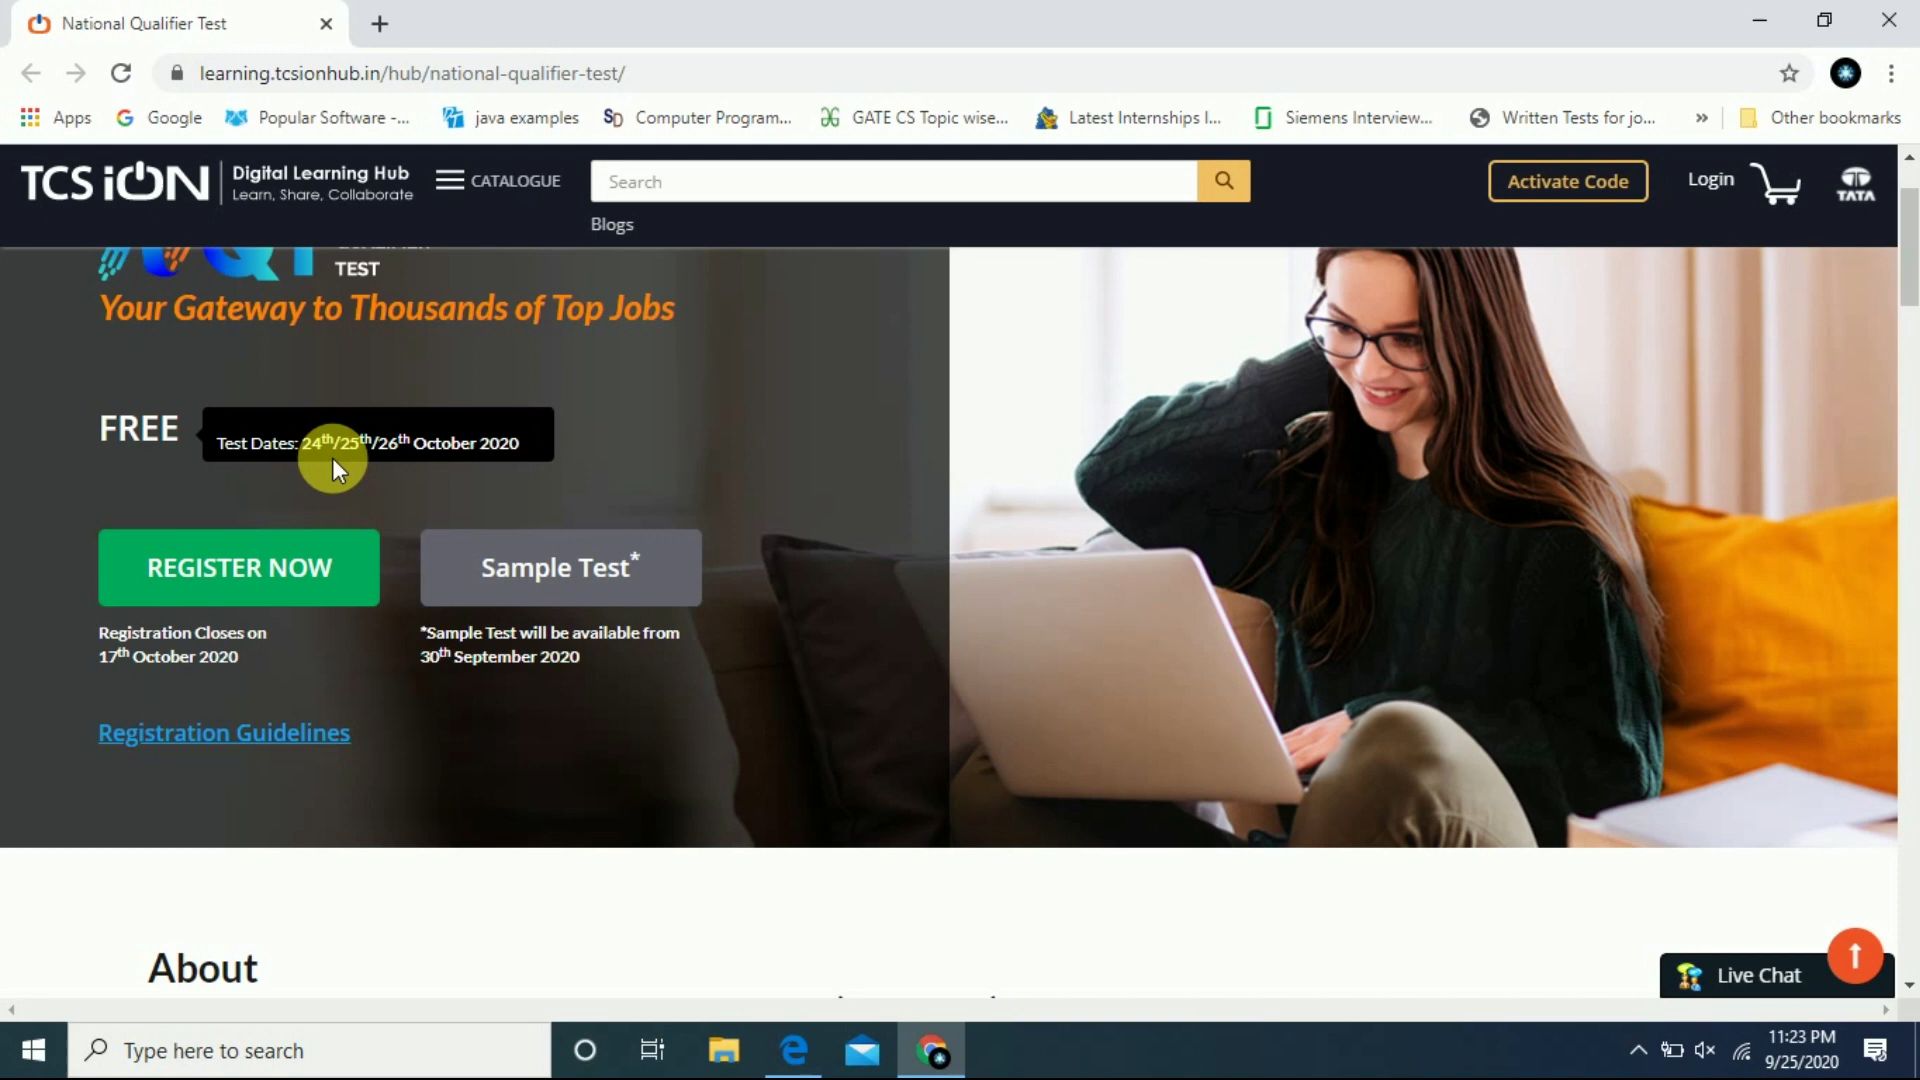 National Qualifier Test
learning.tcsionhub.in/hub/national-qualifier-test/
Apps Google Popular Software -... java examples Computer Program... GATE CS Topic wise... Latest Internships I... Siemens Interview... Written Tests for jo... » Other bookmarks
TCS iON Digital Learning Hub
Learn, Share, Collaborate
CATALOGUE
Search
Activate Code
Login
TATA
Blogs
TEST
Your Gateway to Thousands of Top Jobs
FREE
Test Dates: 24th/25th/26th October 2020
REGISTER NOW
Sample Test*
Registration Closes on
17th October 2020
*Sample Test will be available from
30th September 2020
Registration Guidelines
About
Live Chat
Type here to search
11:23 PM
9/25/2020